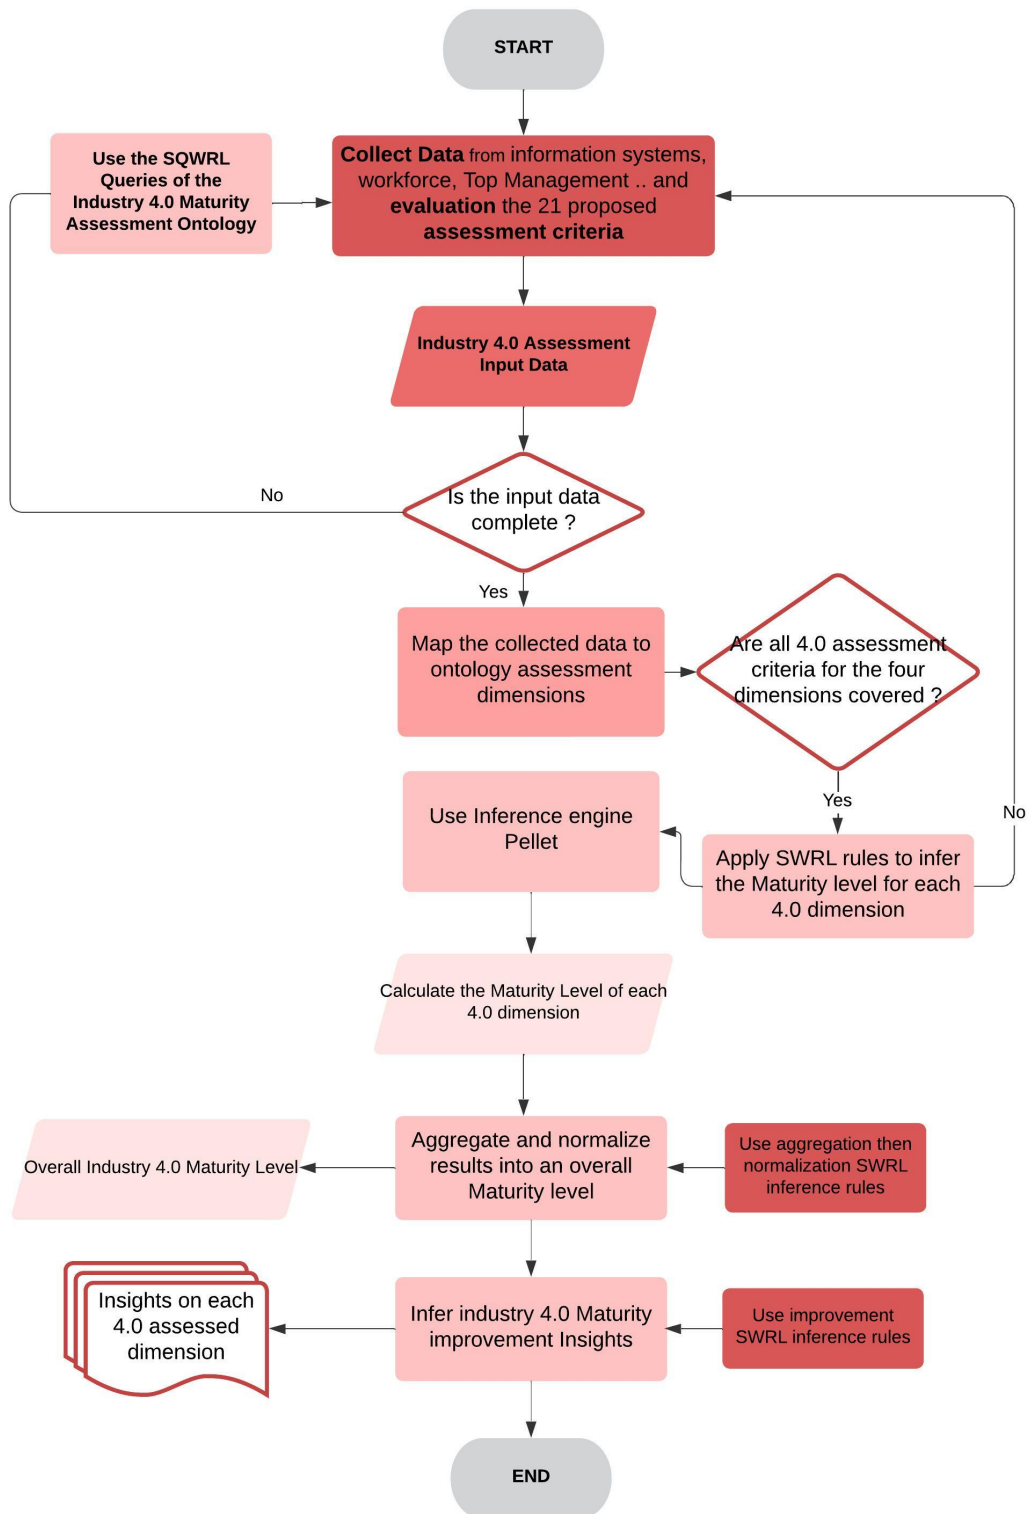 START
Use the SQWRL
Queries of the
Industry 4.0 Maturity
Assessment Ontology
Collect Data from information systems,
workforce, Top Management .. and
evaluation the 21 proposed
assessment criteria
Industry 4.0 Assessment
Input Data
No
Is the input data
complete ?
Yes
Map the collected data to
ontology assessment
dimensions
Are all 4.0 assessment
criteria for the four
dimensions covered ?
Yes
No
Use Inference engine
Pellet
Apply SWRL rules to infer
the Maturity level for each
4.0 dimension
Calculate the Maturity Level of each
4.0 dimension
Overall Industry 4.0 Maturity Level
Aggregate and normalize
results into an overall
Maturity level
Use aggregation then
normalization SWRL
inference rules
Insights on each
4.0 assessed
dimension
Infer industry 4.0 Maturity
improvement Insights
Use improvement
SWRL inference rules
END